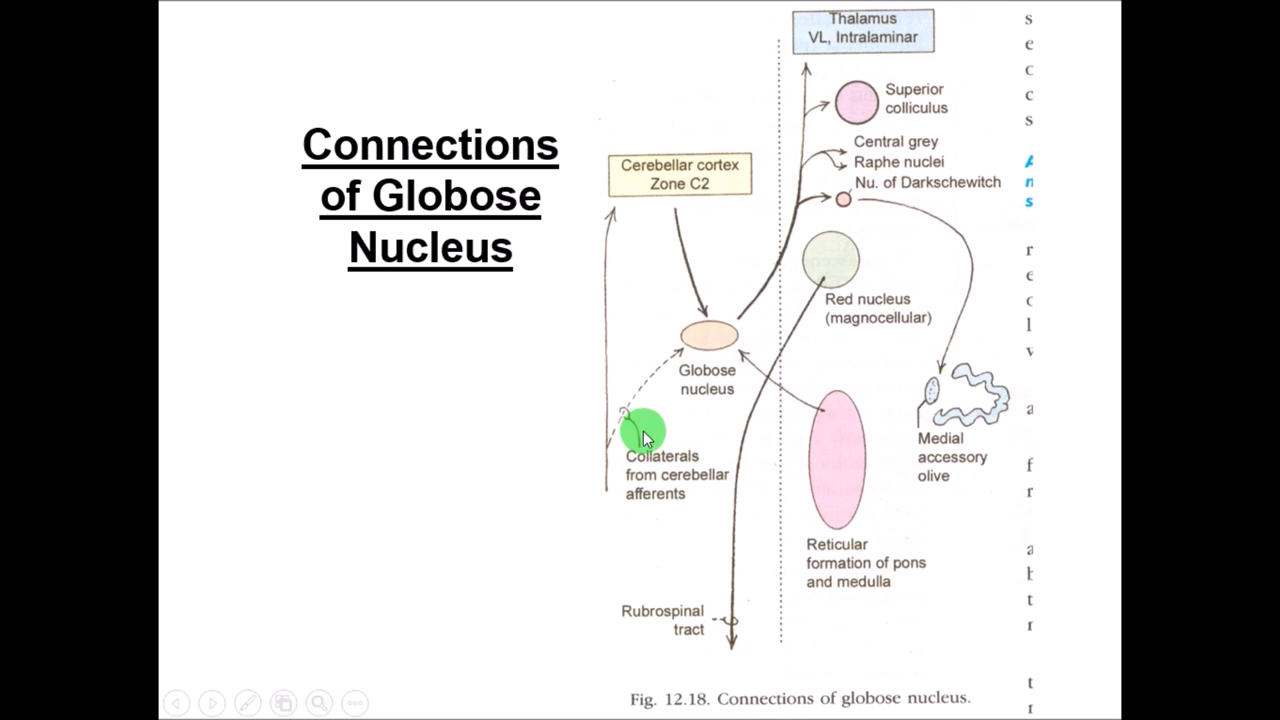 Connections
of Globose
Nucleus
Thalamus
VL, Intralaminar
Superior
colliculus
Central grey
Raphe nuclei
Nu. of Darkschewitch
Cerebellar cortex
Zone C2
Red nucleus
(magnocellular)
Globose
nucleus
Collaterals
from cerebellar
afferents
Medial
accessory
olive
Reticular
formation of pons
and medulla
Rubrospinal
tract
Fig. 12.18. Connections of globose nucleus.